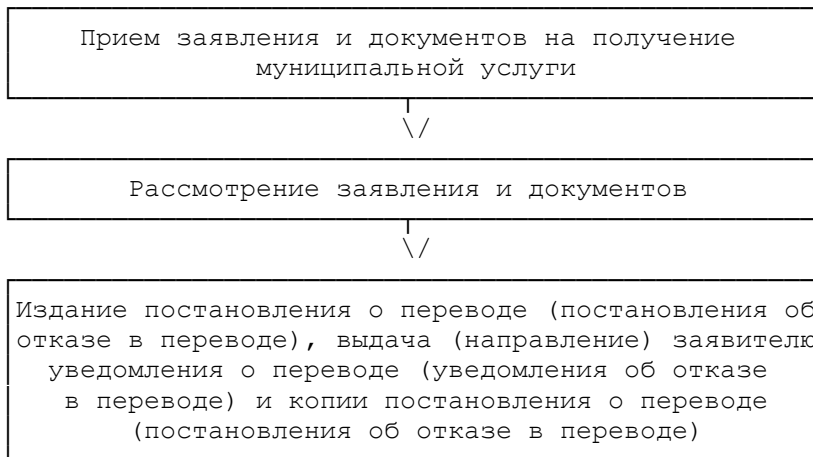 Прием заявления и документов на получение
муниципальной услуги
\/
Рассмотрение заявления и документов
\/
Издание постановления о переводе (постановления об
отказе в переводе), выдача (направление) заявителю
уведомления о переводе (уведомления об отказе
в переводе) и копии постановления о переводе
(постановления об отказе в переводе)